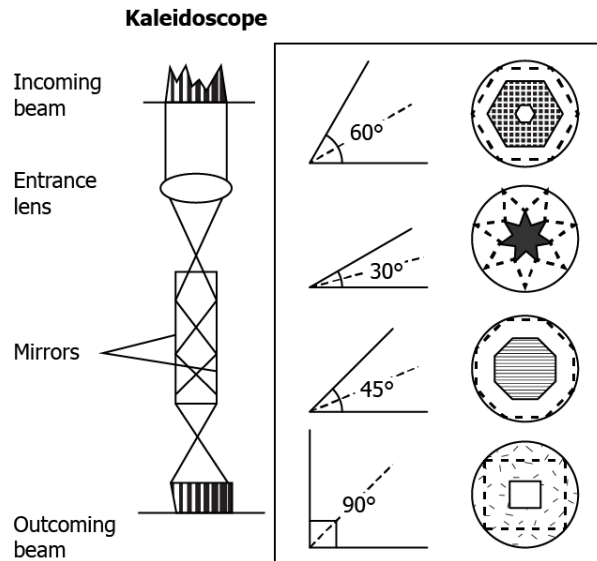 Kaleidoscope
Incoming
beam
Entrance
lens
Mirrors
Outcoming
beam
60°
30°
45°
90°